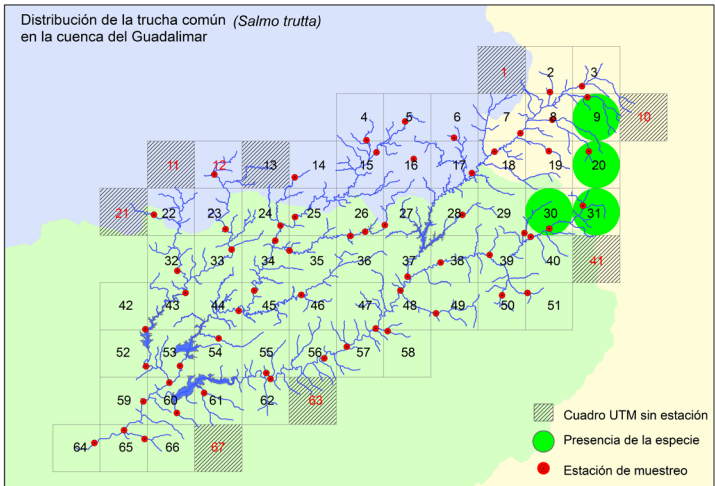 Distribución de la trucha común (Salmo trutta)
en la cuenca del Guadalimar
1 2 3
4 5 6 7 8 9 10
11 12 13 14 15 16 17 18 19 20
21 22 23 24 25 26 27 28 29 30 31
32 33 34 35 36 37 38 39 40 41
42 43 44 45 46 47 48 49 50 51
52 53 54 55 56 57 58
59 60 61 62 63
64 65 66 67
Cuadro UTM sin estación
Presencia de la especie
Estación de muestreo